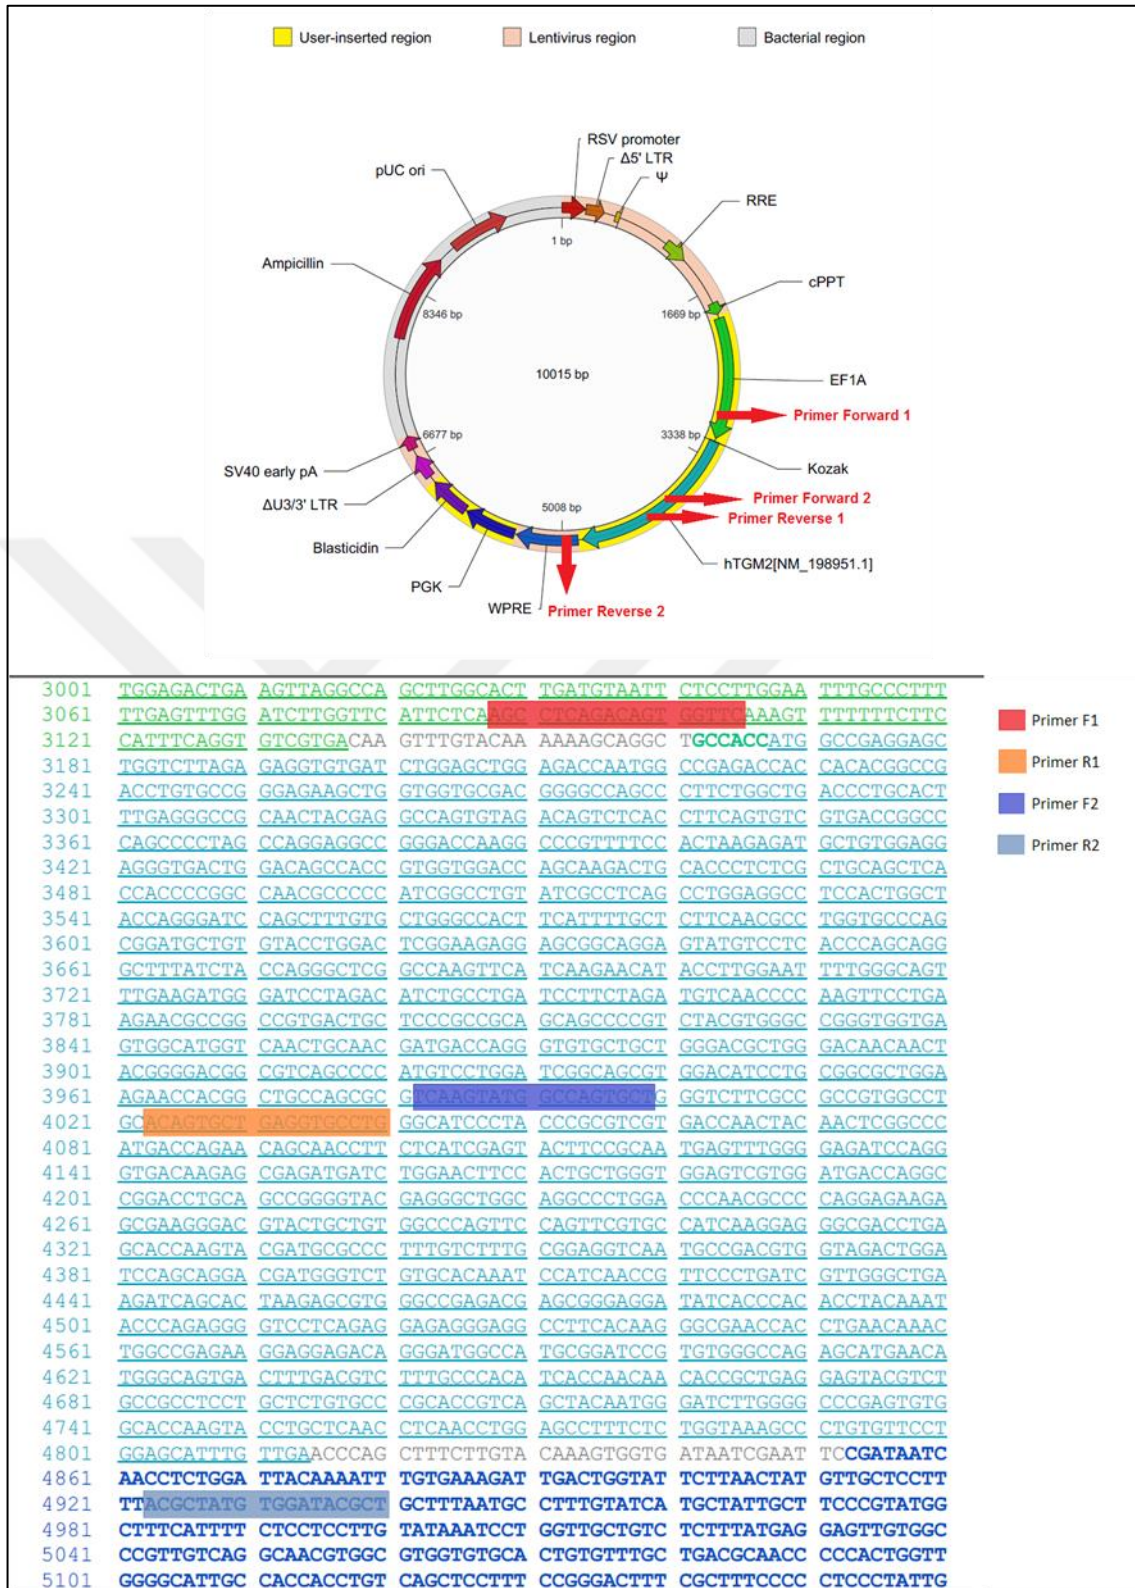 User-inserted region
Lentivirus region
Bacterial region
RSV promoter
Δ5' LTR
Ψ
pUC ori
RRE
1 bp
Ampicillin
cPPT
8346 bp
1669 bp
10015 bp
EF1A
Primer Forward 1
6677 bp
3338 bp
SV40 early pA
Kozak
Primer Forward 2
ΔU3/3' LTR
5008 bp
Primer Reverse 1
Blasticidin
hTGM2[NM_198951.1]
PGK
WPRE
Primer Reverse 2
3001 TGGAGACTGA AGTTAGGCCA GCTTGGCACT TGATGTAATT CTCCTTGGAA TTTGCCCTTT
3061 TTGAGTTTGG ATCTTGGTTC ATTCTCAAGC CTCAGACAGT GGTTCAAAGT TTTTTTCTTC
3121 CATTTCAGGT GTCGTGACAA GTTTGTACAA AAAAGCAGGC TGCCACCATG GCCGAGGAGC
3181 TGGTCTTAGA GAGGTGTGAT CTGGAGCTGG AGACCAATGG CCGAGACCAC CACACGGCCG
3241 ACCTGTGCCG GGAGAAGCTG GTGGTGCGAC GGGGCCAGCC CTTCTGGCTG ACCCTGCACT
3301 TTGAGGGCCG CAACTACGAG GCCAGTGTAG ACAGTCTCAC CTTCAGTGTC GTGACCGGCC
3361 CAGCCCCTAG CCAGGAGGCC GGGACCAAGG CCCGTTTTCC ACTAAGAGAT GCTGTGGAGG
3421 AGGGTGACTG GACAGCCACC GTGGTGGACC AGCAAGACTG CACCCTCTCG CTGCAGCTCA
3481 CCACCCCGGC CAACGCCCCC ATCGGCCTGT ATCGCCTCAG CCTGGAGGCC TCCACTGGCT
3541 ACCAGGGATC CAGCTTTGTG CTGGGCCACT TCATTTTGCT CTTCAACGCC TGGTGCCCAG
3601 CGGATGCTGT GTACCTGGAC TCGGAAGAGG AGCGGCAGGA GTATGTCCTC ACCCAGCAGG
3661 GCTTTATCTA CCAGGGCTCG GCCAAGTTCA TCAAGAACAT ACCTTGGAAT TTTGGGCAGT
3721 TTGAAGATGG GATCCTAGAC ATCTGCCTGA TCCTTCTAGA TGTCAACCCC AAGTTCCTGA
3781 AGAACGCCGG CCGTGACTGC TCCCGCCGCA GCAGCCCCGT CTACGTGGGC CGGGTGGTGA
3841 GTGGCATGGT CAACTGCAAC GATGACCAGG GTGTGCTGCT GGGACGCTGG GACAACAACT
3901 ACGGGGACGG CGTCAGCCCC ATGTCCTGGA TCGGCAGCGT GGACATCCTG CGGCGCTGGA
3961 AGAACCACGG CTGCCAGCGC GTCAAGTATG GCCAGTGCTG GGTCTTCGCC GCCGTGGCCT
4021 GCACAGTGCT GAGGTGCCTG GGCATCCCTA CCCGCGTCGT GACCAACTAC AACTCGGCCC
4081 ATGACCAGAA CAGCAACCTT CTCATCGAGT ACTTCCGCAA TGAGTTTGGG GAGATCCAGG
4141 GTGACAAGAG CGAGATGATC TGGAACTTCC ACTGCTGGGT GGAGTCGTGG ATGACCAGGC
4201 CGGACCTGCA GCCGGGGTAC GAGGGCTGGC AGGCCCTGGA CCCAACGCCC CAGGAGAAGA
4261 GCGAAGGGAC GTACTGCTGT GGCCCAGTTC CAGTTCGTGC CATCAAGGAG GGCGACCTGA
4321 GCACCAAGTA CGATGCGCCC TTTGTCTTTG CGGAGGTCAA TGCCGACGTG GTAGACTGGA
4381 TCCAGCAGGA CGATGGGTCT GTGCACAAAT CCATCAACCG TTCCCTGATC GTTGGGCTGA
4441 AGATCAGCAC TAAGAGCGTG GGCCGAGACG AGCGGGAGGA TATCACCCAC ACCTACAAAT
4501 ACCCAGAGGG GTCCTCAGAG GAGAGGGAGG CCTTCACAAG GGCGAACCAC CTGAACAAAC
4561 TGGCCGAGAA GGAGGAGACA GGGATGGCCA TGCGGATCCG TGTGGGCCAG AGCATGAACA
4621 TGGGCAGTGA CTTTGACGTC TTTGCCCACA TCACCAACAA CACCGCTGAG GAGTACGTCT
4681 GCCGCCTCCT GCTCTGTGCC CGCACCGTCA GCTACAATGG GATCTTGGGG CCCGAGTGTG
4741 GCACCAAGTA CCTGCTCAAC CTCAACCTGG AGCCTTTCTC TGGTAAAGCC CTGTGTTCCT
4801 GGAGCATTTG TTGAACCCAG CTTTCTTGTA CAAAGTGGTG ATAATCGAAT TCCGATAATC
4861 AACCTCTGGA TTACAAAATT TGTGAAAGAT TGACTGGTAT TCTTAACTAT GTTGCTCCTT
4921 TTACGCTATG TGGATACGCT GCTTTAATGC CTTTGTATCA TGCTATTGCT TCCCGTATGG
4981 CTTTCATTTT CTCCTCCTTG TATAAATCCT GGTTGCTGTC TCTTTATGAG GAGTTGTGGC
5041 CCGTTGTCAG GCAACGTGGC GTGGTGTGCA CTGTGTTTGC TGACGCAACC CCCACTGGTT
5101 GGGGCATTGC CACCACCTGT CAGCTCCTTT CCGGGACTTT CGCTTTCCCC CTCCCTATTG
Primer F1
Primer R1
Primer F2
Primer R2